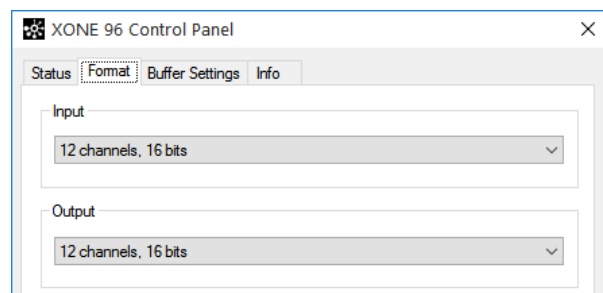 XONE 96 Control Panel
Status Format Buffer Settings Info
Input
12 channels, 16 bits
Output
12 channels, 16 bits